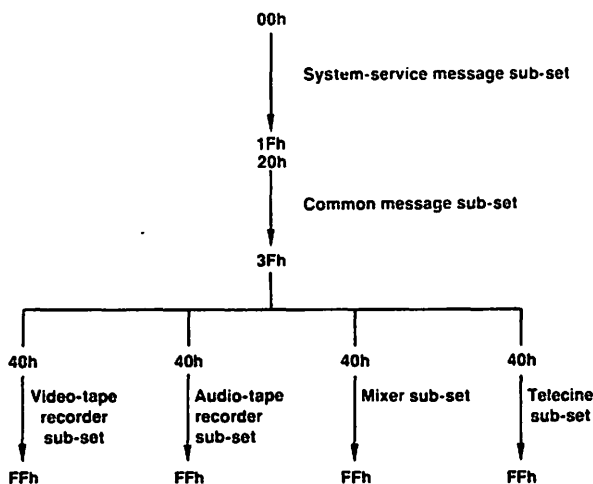 00h
System-service message sub-set
1Fh
20h
Common message sub-set
3Fh
40h 40h 40h 40h
Video-tape recorder sub-set
Audio-tape recorder sub-set
Mixer sub-set
Telecine sub-set
FFh FFh FFh FFh